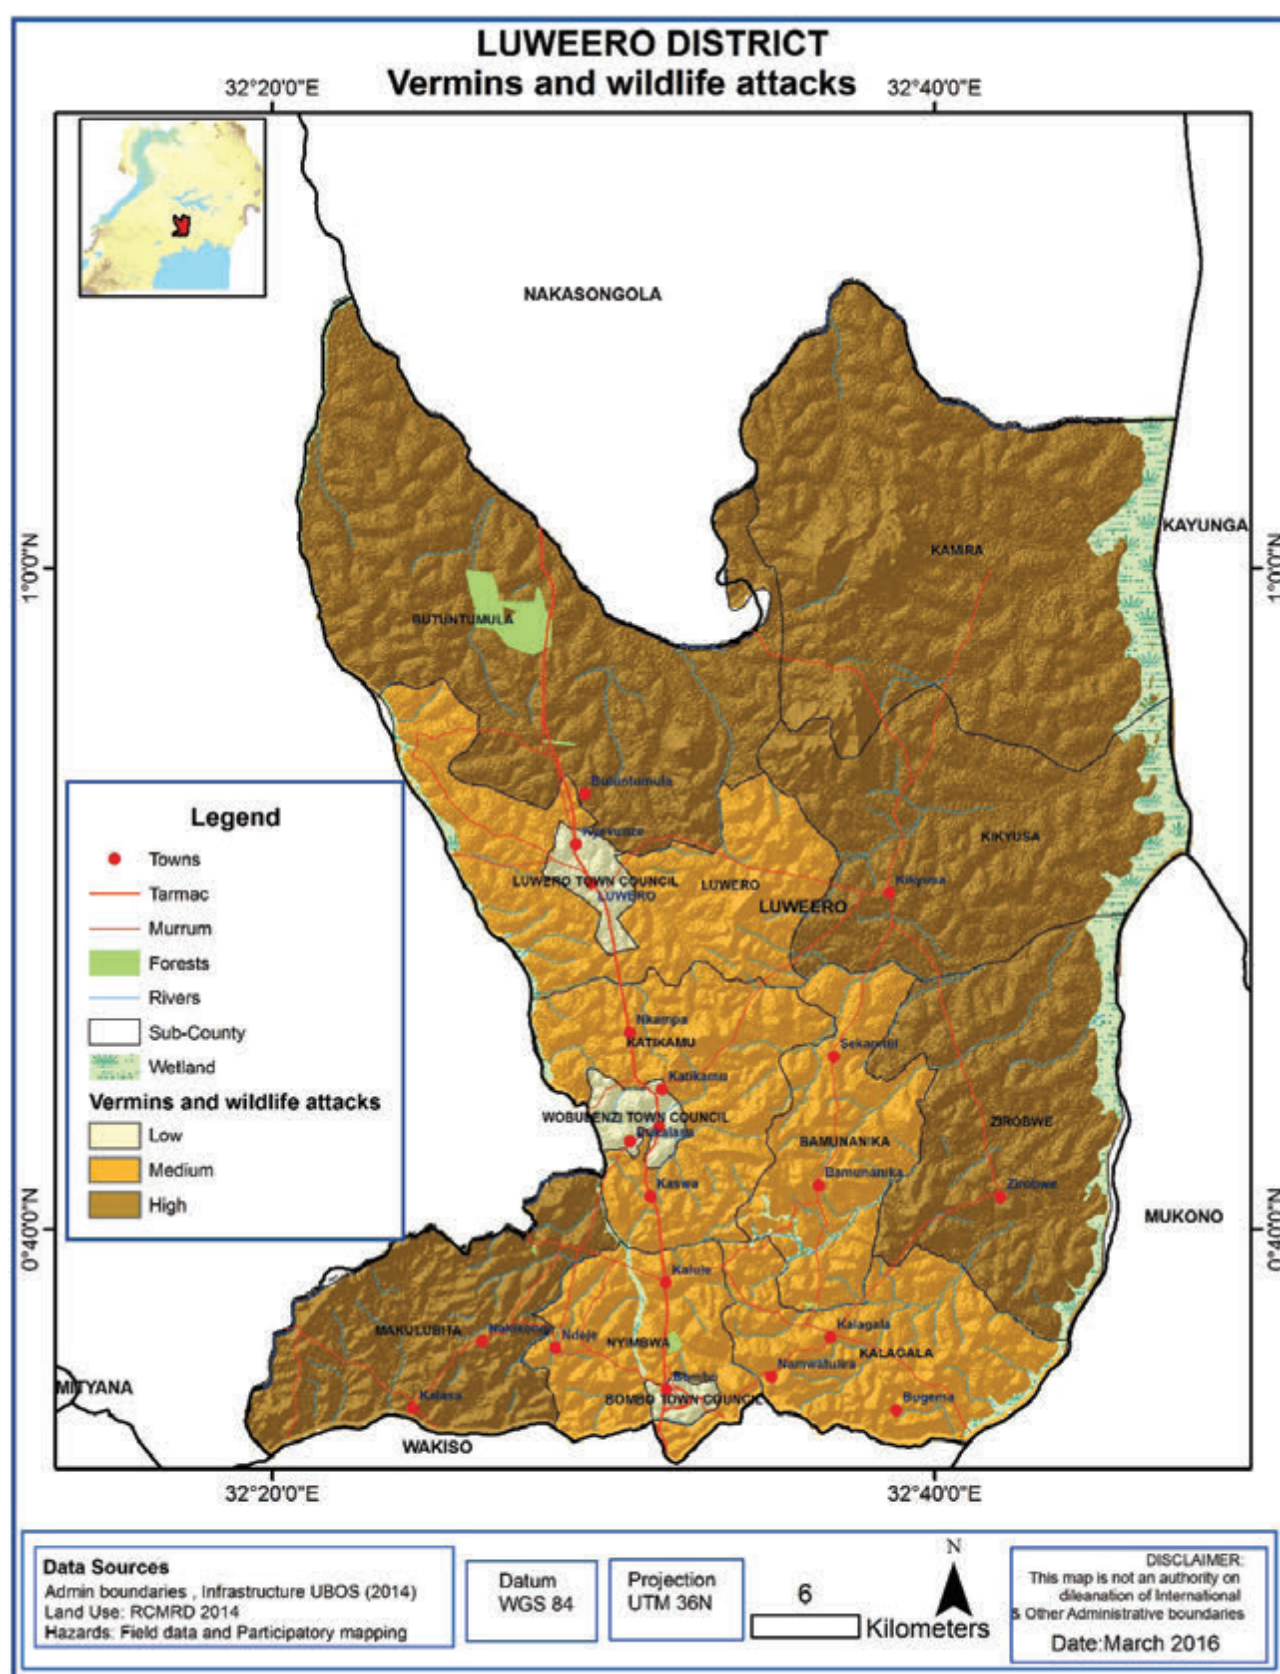 LUWEERO DISTRICT
Vermins and wildlife attacks
32°20'0"E
32°40'0"E
NAKASONGOLA
KAYUNGA
KAMIRA
1°0'0"N
1°0'0"N
BUTUNTUMULA
Legend
Towns
Tarmac
Murrum
Forests
Rivers
Sub-County
Wetland
Vermins and wildlife attacks
Low
Medium
High
Butuntumula
KIKYUSA
Kikyusa
LUWERO TOWN COUNCIL
LUWERO
LUWERO
LUWEERO
Nkampa
KATIKAMU
Sekamuli
Katikamu
WOBULENZI TOWN COUNCIL
Bukalasa
BAMUNANIKA
ZIROBWE
Bamunanika
Kaswa
Zirobwe
MUKONO
0°40'0"N
0°40'0"N
Kalule
MAKULUBITA
Ndeje
NYIMBWA
Kalagala
KALAGALA
Namwatulira
Bombo
BOMBO TOWN COUNCIL
Bugema
Kalasa
MITYANA
WAKISO
32°20'0"E
32°40'0"E
Data Sources
Admin boundaries , Infrastructure UBOS (2014)
Land Use: RCMRD 2014
Hazards: Field data and Participatory mapping
Datum
WGS 84
Projection
UTM 36N
6
Kilometers
N
DISCLAIMER:
This map is not an authority on
dileanation of International
& Other Administrative boundaries
Date:March 2016